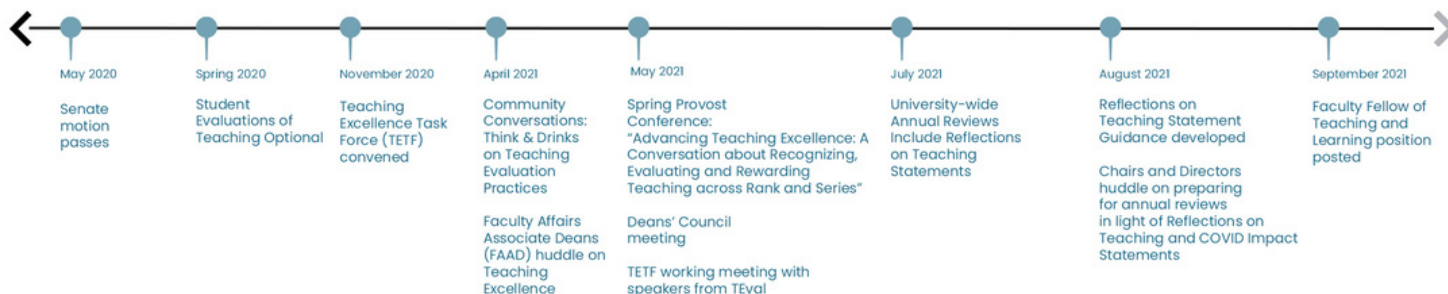 May 2020
Senate
motion
passes
Spring 2020
Student
Evaluations of
Teaching Optional
November 2020
Teaching
Excellence Task
Force (TETF)
convened
April 2021
Community
Conversations:
Think & Drinks
on Teaching
Evaluation
Practices
Faculty Affairs
Associate Deans
(FAAD) huddle on
Teaching
Excellence
May 2021
Spring Provost
Conference:
“Advancing Teaching Excellence: A
Conversation about Recognizing,
Evaluating and Rewarding
Teaching across Rank and Series”
Deans’ Council
meeting
TETF working meeting with
speakers from TEval
July 2021
University-wide
Annual Reviews
Include Reflections
on Teaching
Statements
August 2021
Reflections on
Teaching Statement
Guidance developed
Chairs and Directors
huddle on preparing
for annual reviews
in light of Reflections on
Teaching and COVID Impact
Statements
September 2021
Faculty Fellow of
Teaching and
Learning position
posted